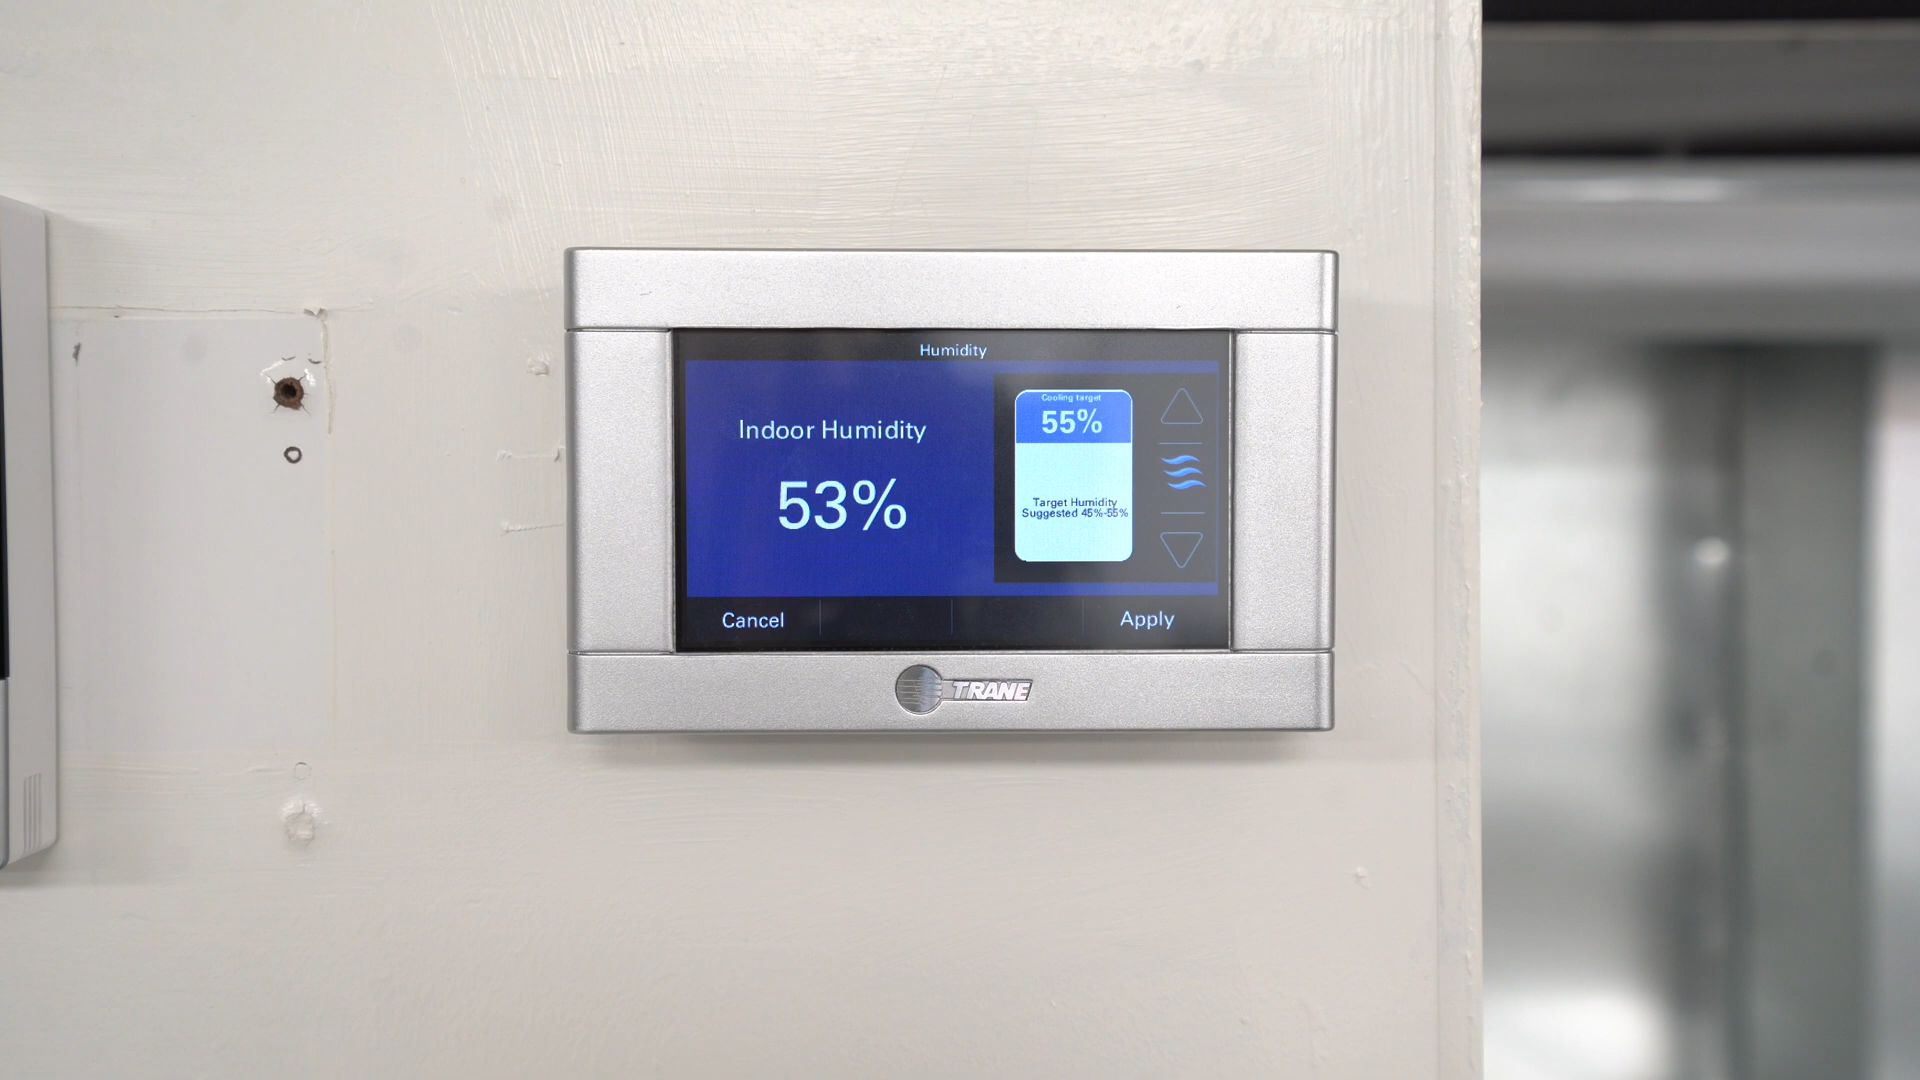 Humidity
Indoor Humidity
53%
Cooling target
55%
Target Humidity
Suggested 45%-55%
Cancel
Apply
TRANE